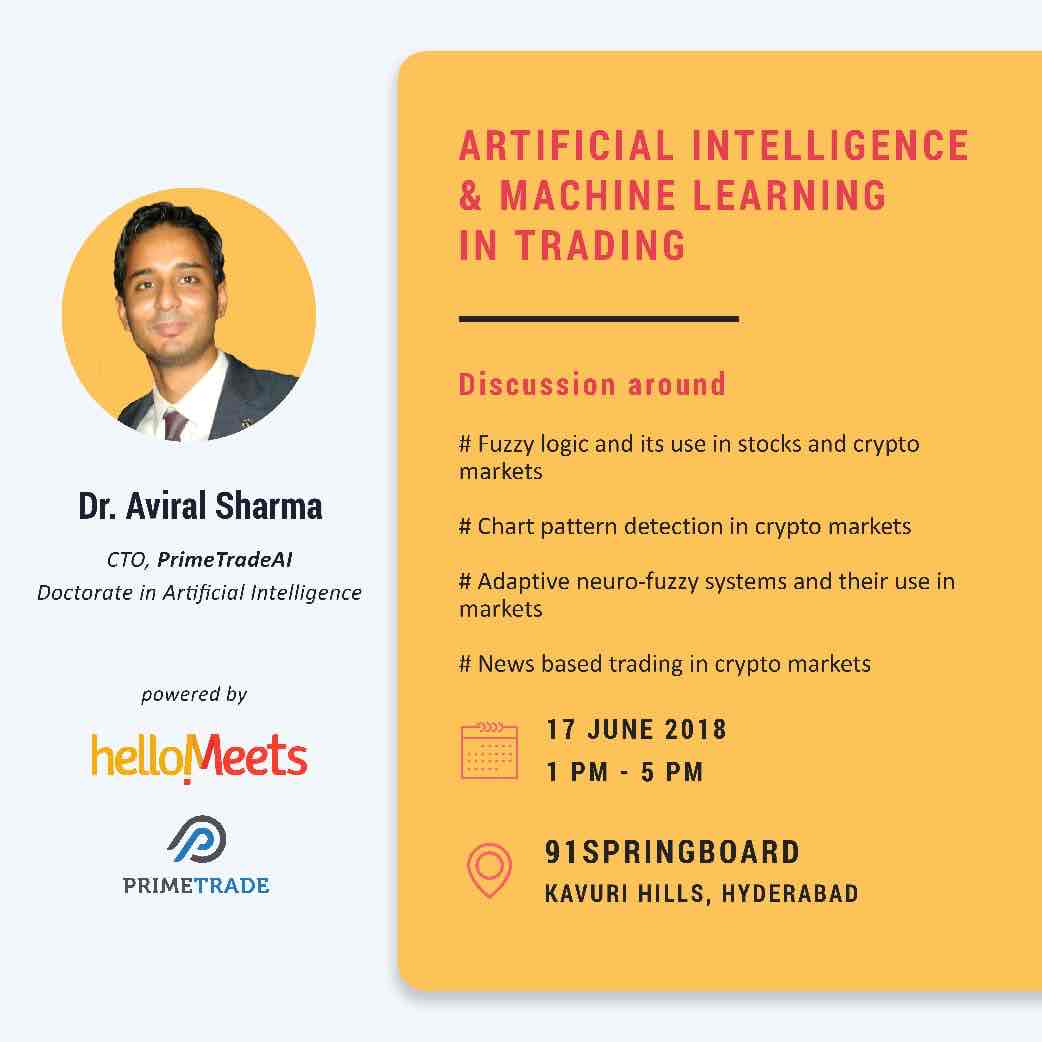 ARTIFICIAL INTELLIGENCE
& MACHINE LEARNING
IN TRADING
Discussion around
# Fuzzy logic and its use in stocks and crypto
markets
# Chart pattern detection in crypto markets
# Adaptive neuro-fuzzy systems and their use in
markets
# News based trading in crypto markets
17 JUNE 2018
1 PM - 5 PM
91SPRINGBOARD
KAVURI HILLS, HYDERABAD
Dr. Aviral Sharma
CTO, PrimeTradeAI
Doctorate in Artificial Intelligence
powered by
helloMeets
PRIMETRADE